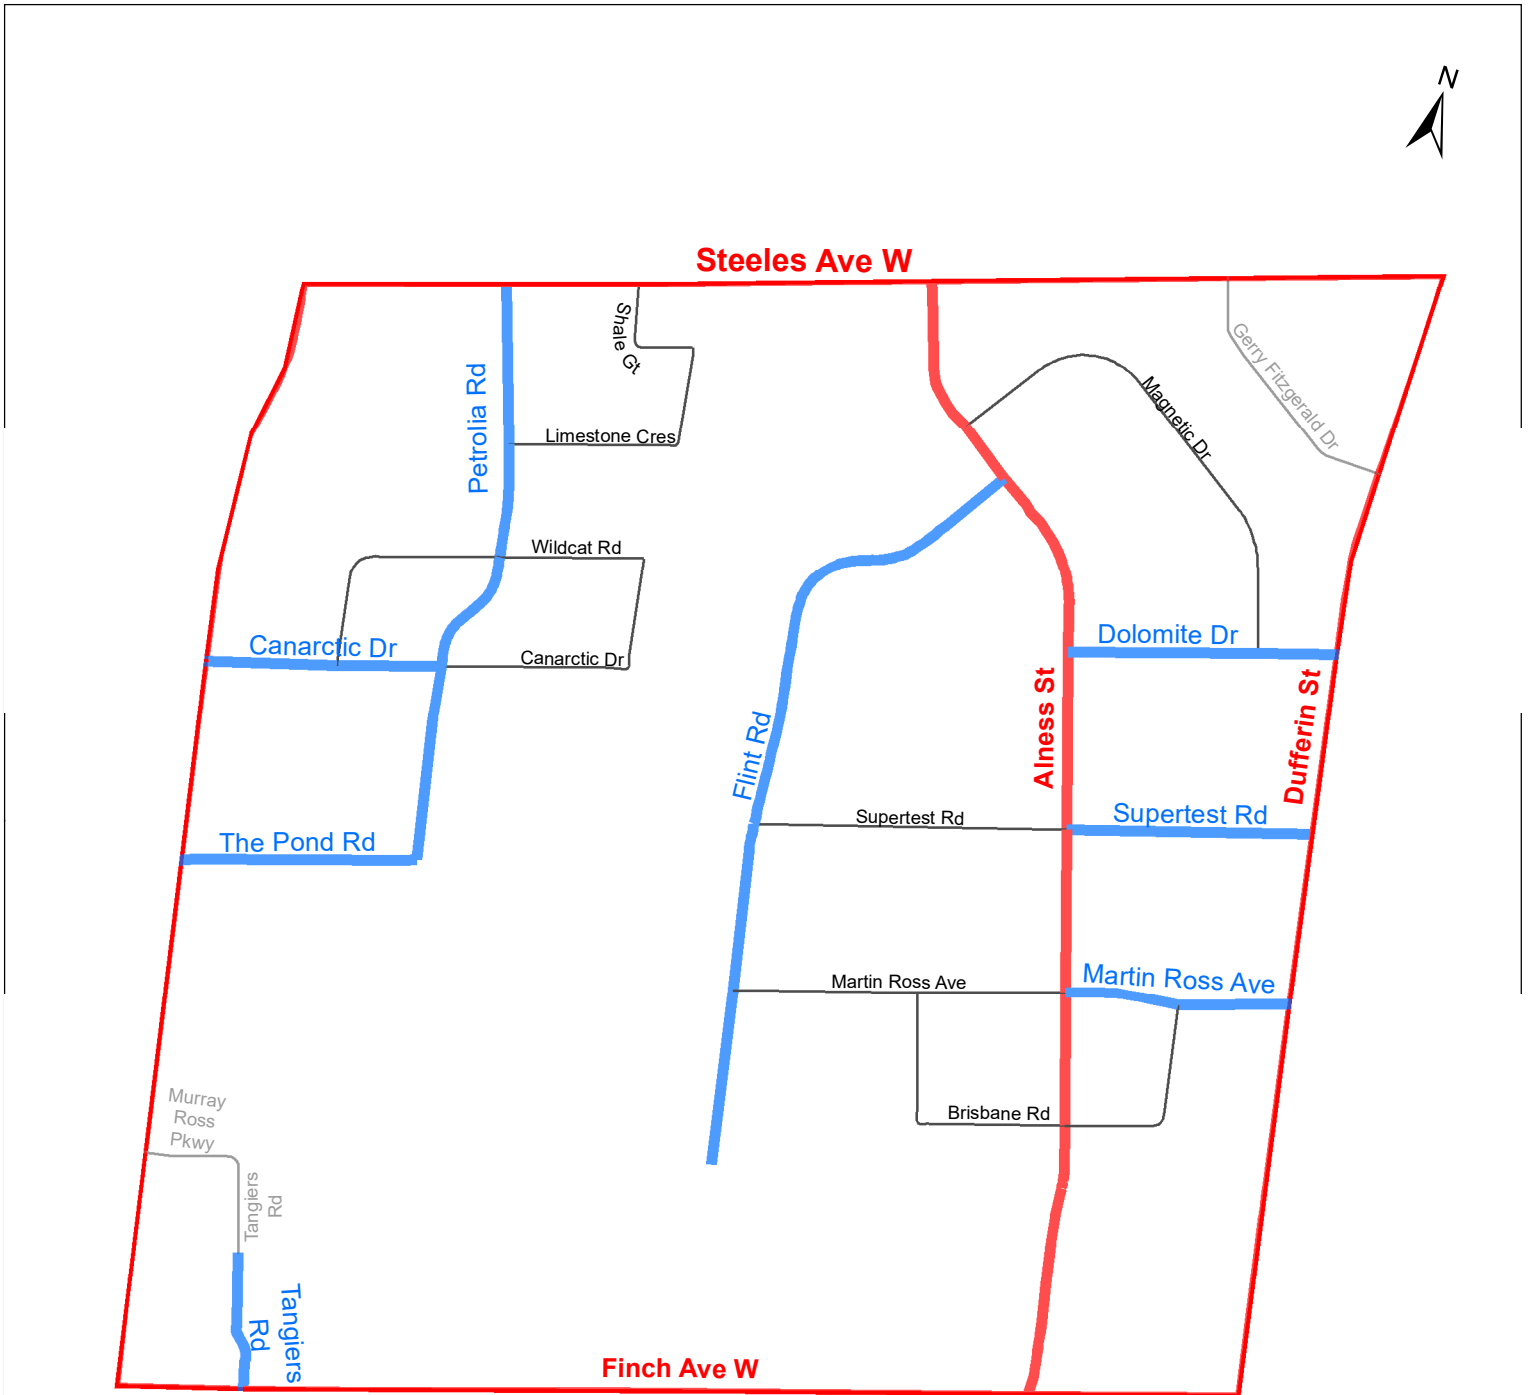 N
Steeles Ave W
Shale Gt
Gerry Fitzgerald Dr
Petrolia Rd
Magnetic Dr
Limestone Cres
Wildcat Rd
Canarctic Dr
Canarctic Dr
Dolomite Dr
Alness St
Dufferin St
Flint Rd
Supertest Rd
Supertest Rd
The Pond Rd
Martin Ross Ave
Martin Ross Ave
Murray
Ross
Pkwy
Brisbane Rd
Tangiers
Rd
Tangiers
Rd
Finch Ave W